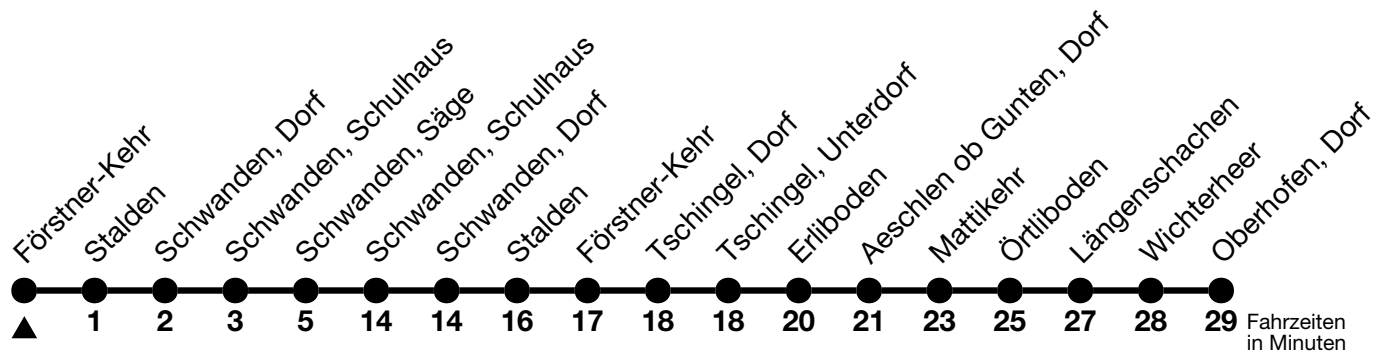 Förstner-Kehr
Stalden
Schwanden, Dorf
Schwanden, Schulhaus
Schwanden, Säge
Schwanden, Schulhaus
Schwanden, Dorf
Stalden
Förstner-Kehr
Tschingel, Dorf
Tschingel, Unterdorf
Erliboden
Aeschlen ob Gunten, Dorf
Mattikehr
Örtliboden
Längenschachen
Wichterheer
Oberhofen, Dorf
1 2 3 5 14 14 16 17 18 18 20 21 23 25 27 28 29 Fahrzeiten
in Minuten